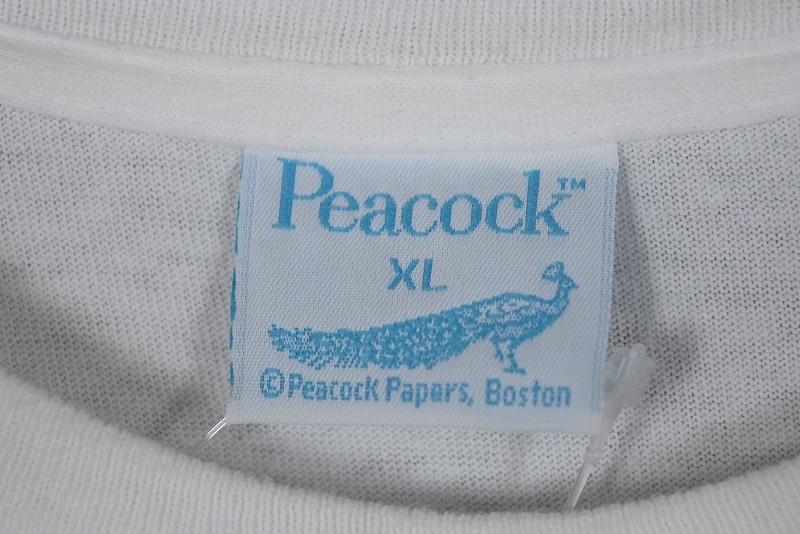 Peacock™
XL
©Peacock Papers, Boston